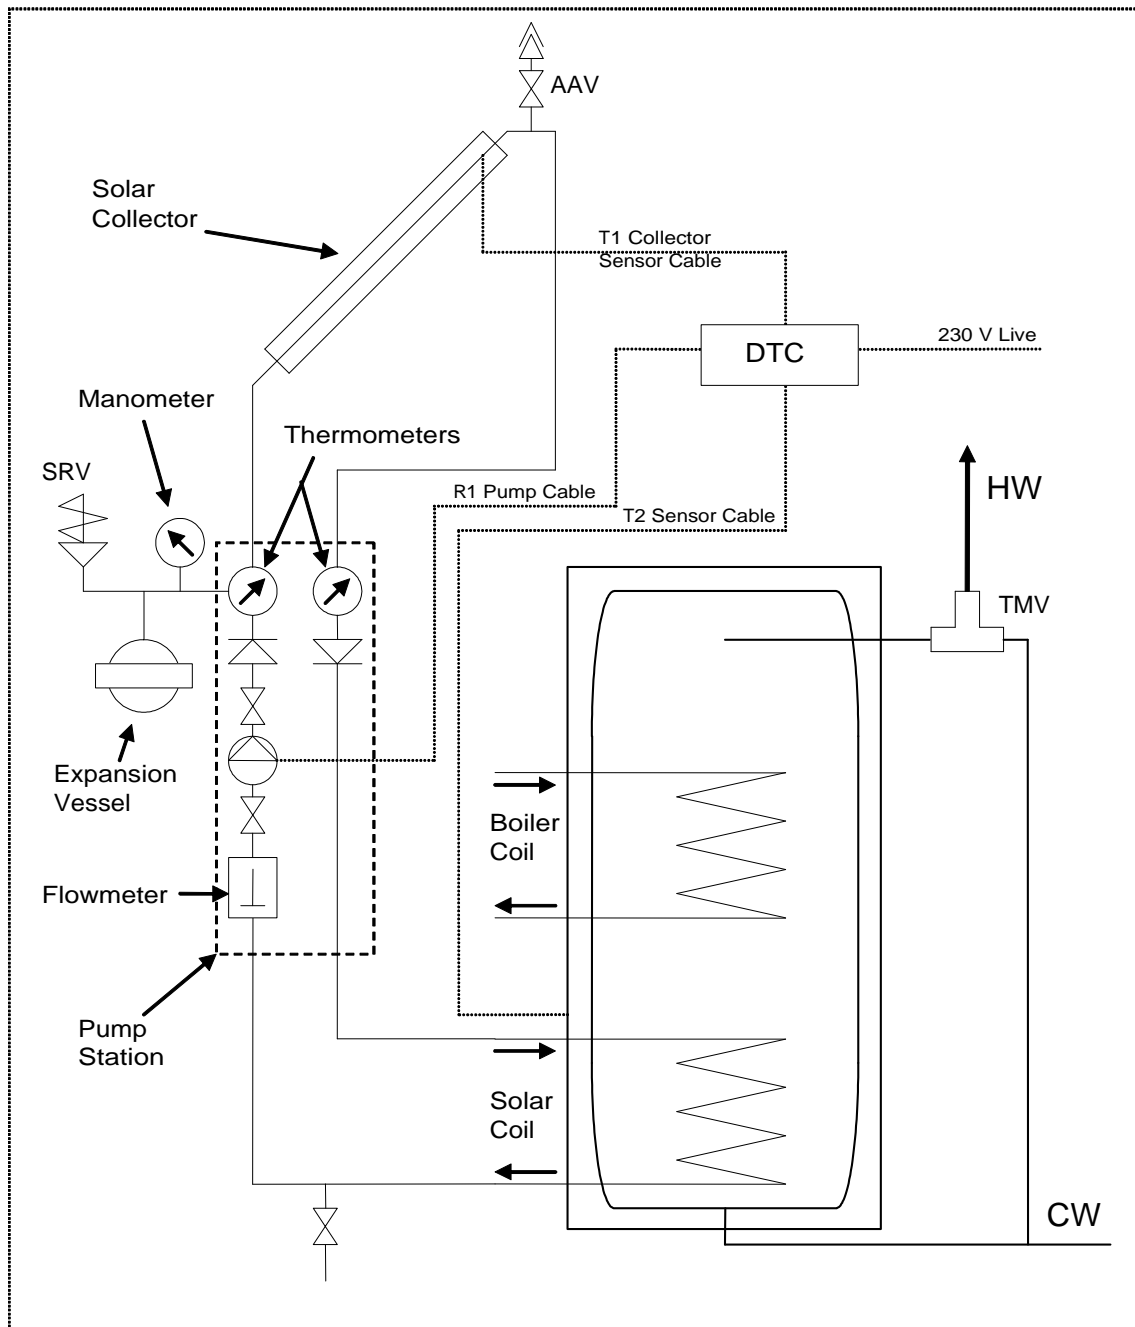 AAV
Solar
Collector
T1 Collector
Sensor Cable
230 V Live
DTC
Manometer
Thermometers
SRV
R1 Pump Cable
HW
T2 Sensor Cable
TMV
Expansion
Vessel
Boiler
Coil
Flowmeter
Pump
Station
Solar
Coil
CW